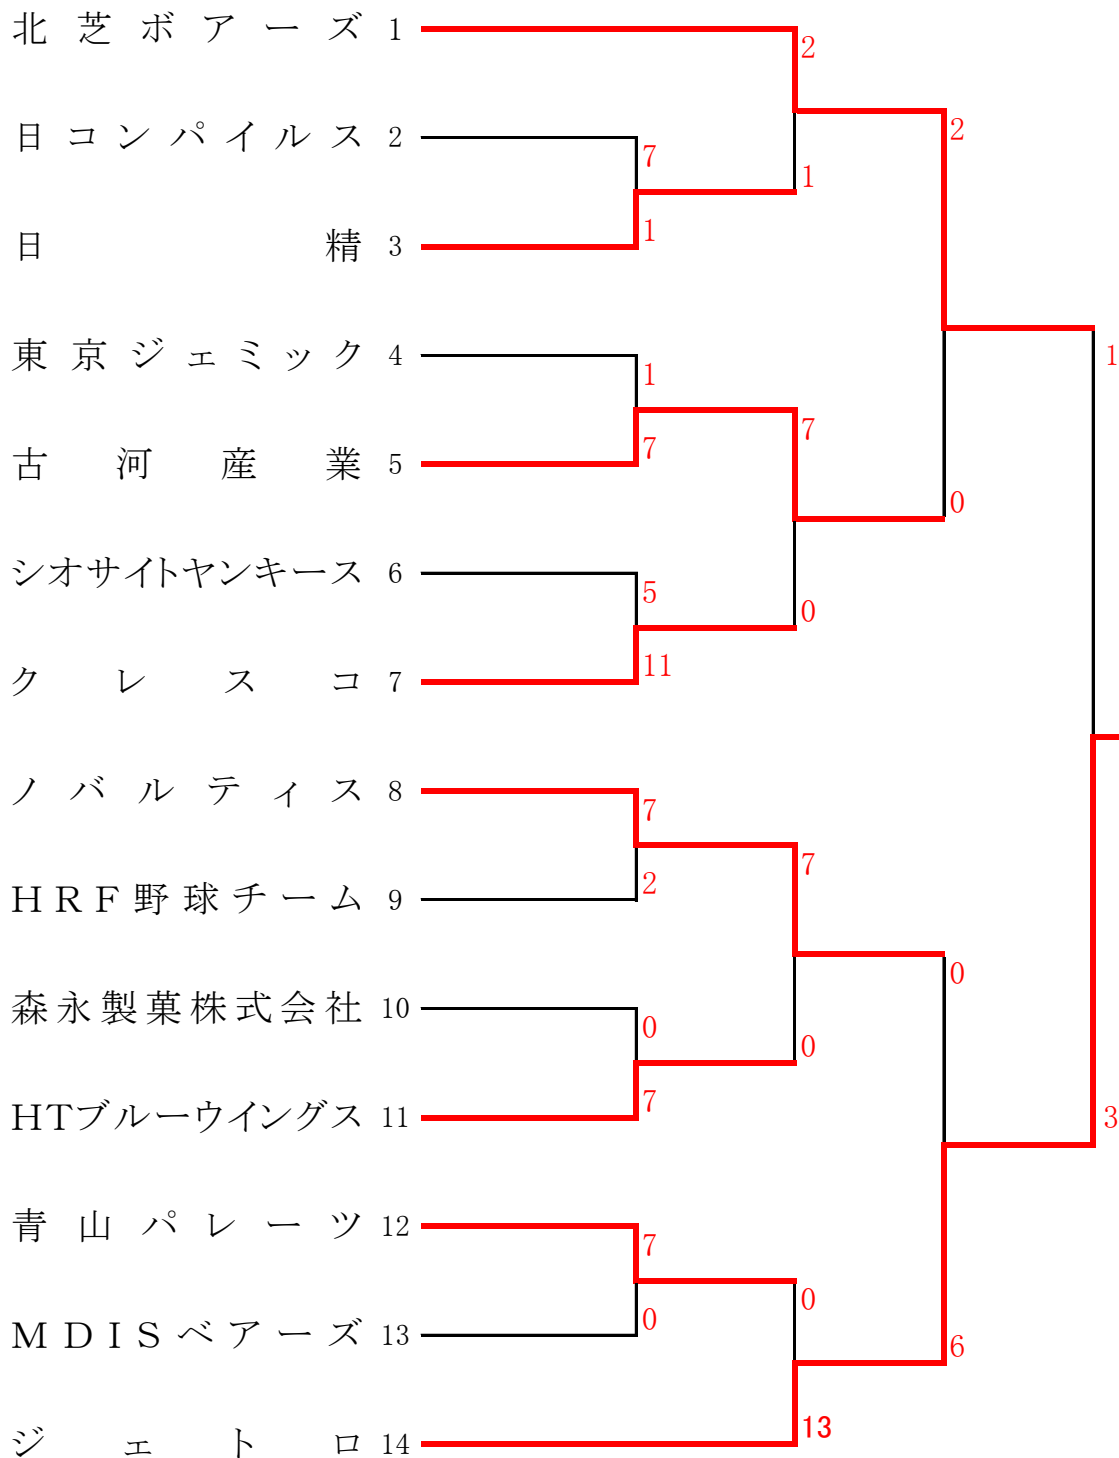 北芝ボアーズ 1
2
2
日コンパイルス 2
7
1
日精 3
1
東京ジェミック 4
1
1
古河産業 5
7
7
0
シオサイトヤンキース 6
5
0
クレスコ 7
11
ノバルティス 8
7
7
HRF野球チーム 9
2
0
森永製菓株式会社 10
0
0
HTブルーウイングス 11
7
3
青山パレーツ 12
7
0
MDISベアーズ 13
0
6
ジェトロ 14
13